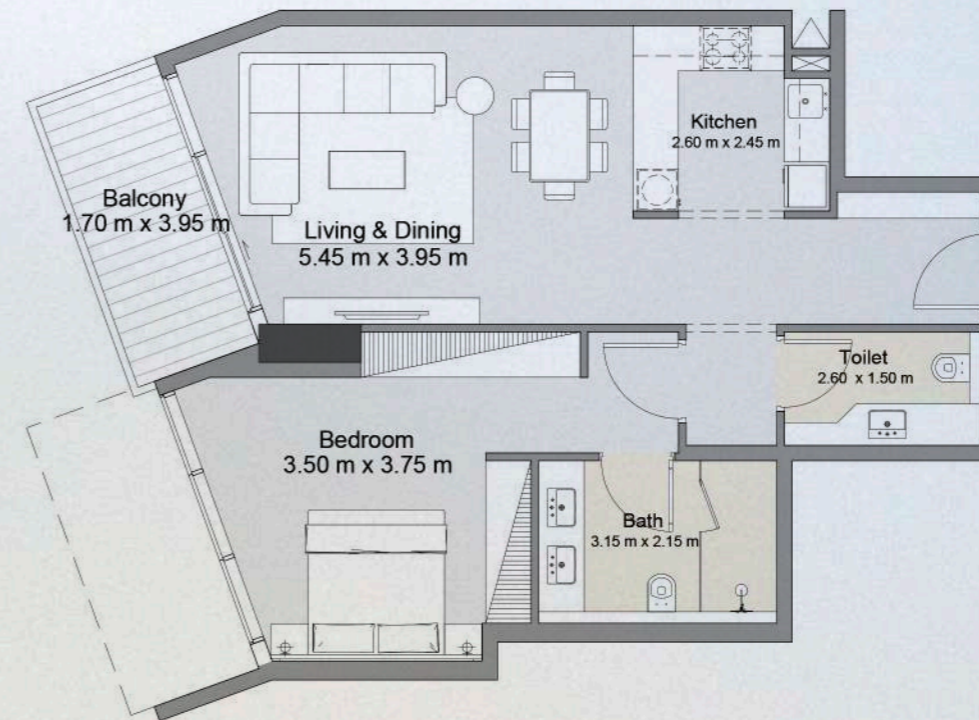 Kitchen
2.60 m x 2.45 m
Balcony
1.70 m x 3.95 m
Living & Dining
5.45 m x 3.95 m
Toilet
2.60 x 1.50 m
Bedroom
3.50 m x 3.75 m
Bath
3.15 m x 2.15 m